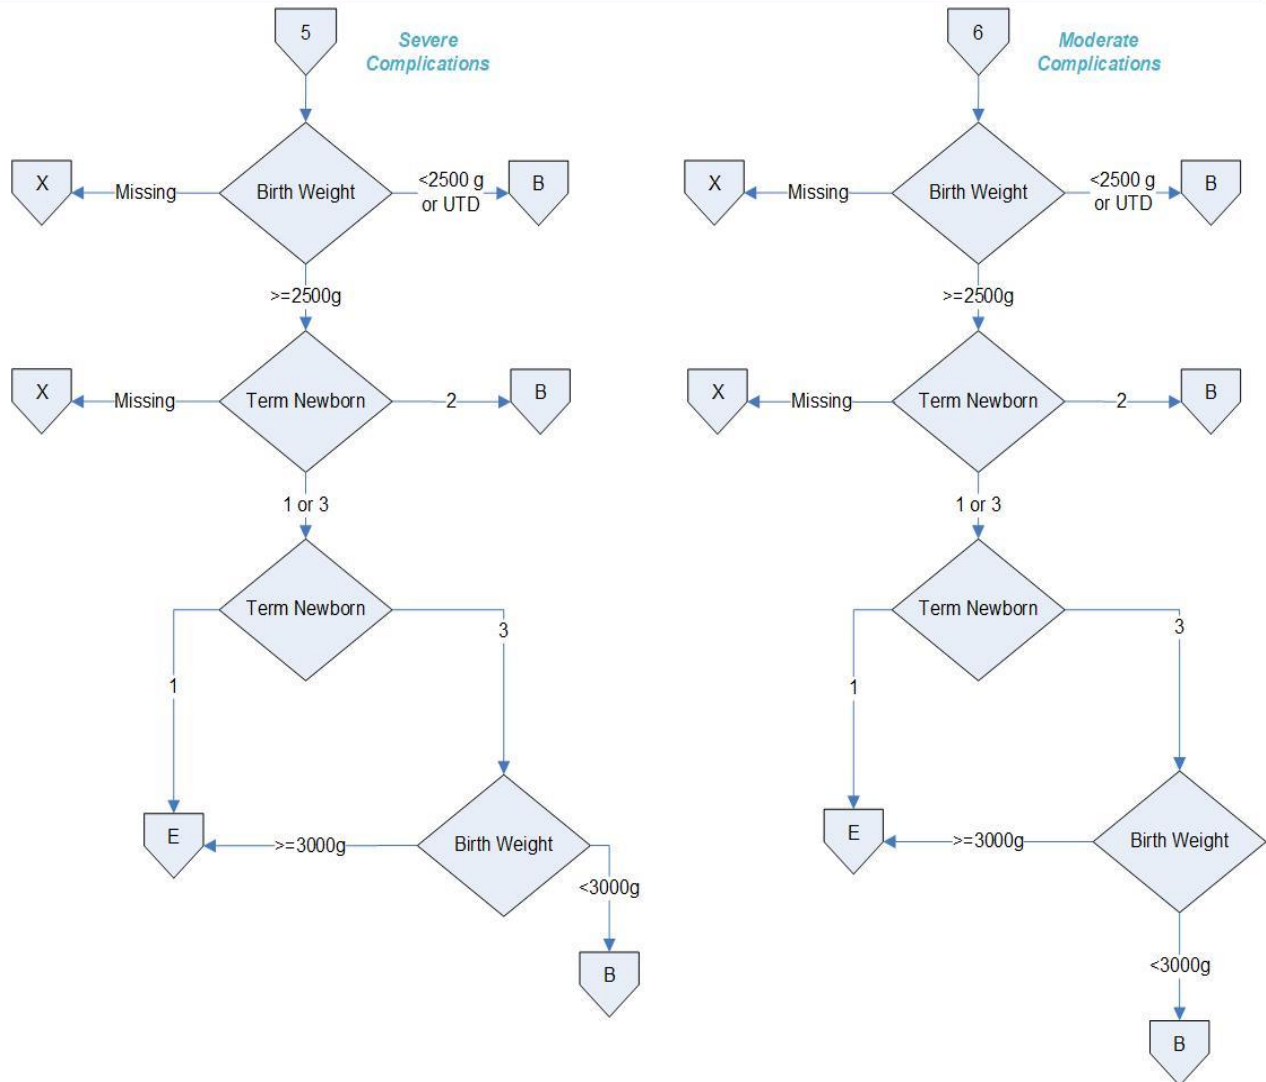 5
Severe
Complications
X
Missing
Birth Weight
<2500 g
or UTD
B
>=2500g
X
Missing
Term Newborn
2
B
1 or 3
Term Newborn
1
3
E
>=3000g
Birth Weight
<3000g
B
6
Moderate
Complications
X
Missing
Birth Weight
<2500 g
or UTD
B
>=2500g
X
Missing
Term Newborn
2
B
1 or 3
Term Newborn
1
3
E
>=3000g
Birth Weight
<3000g
B